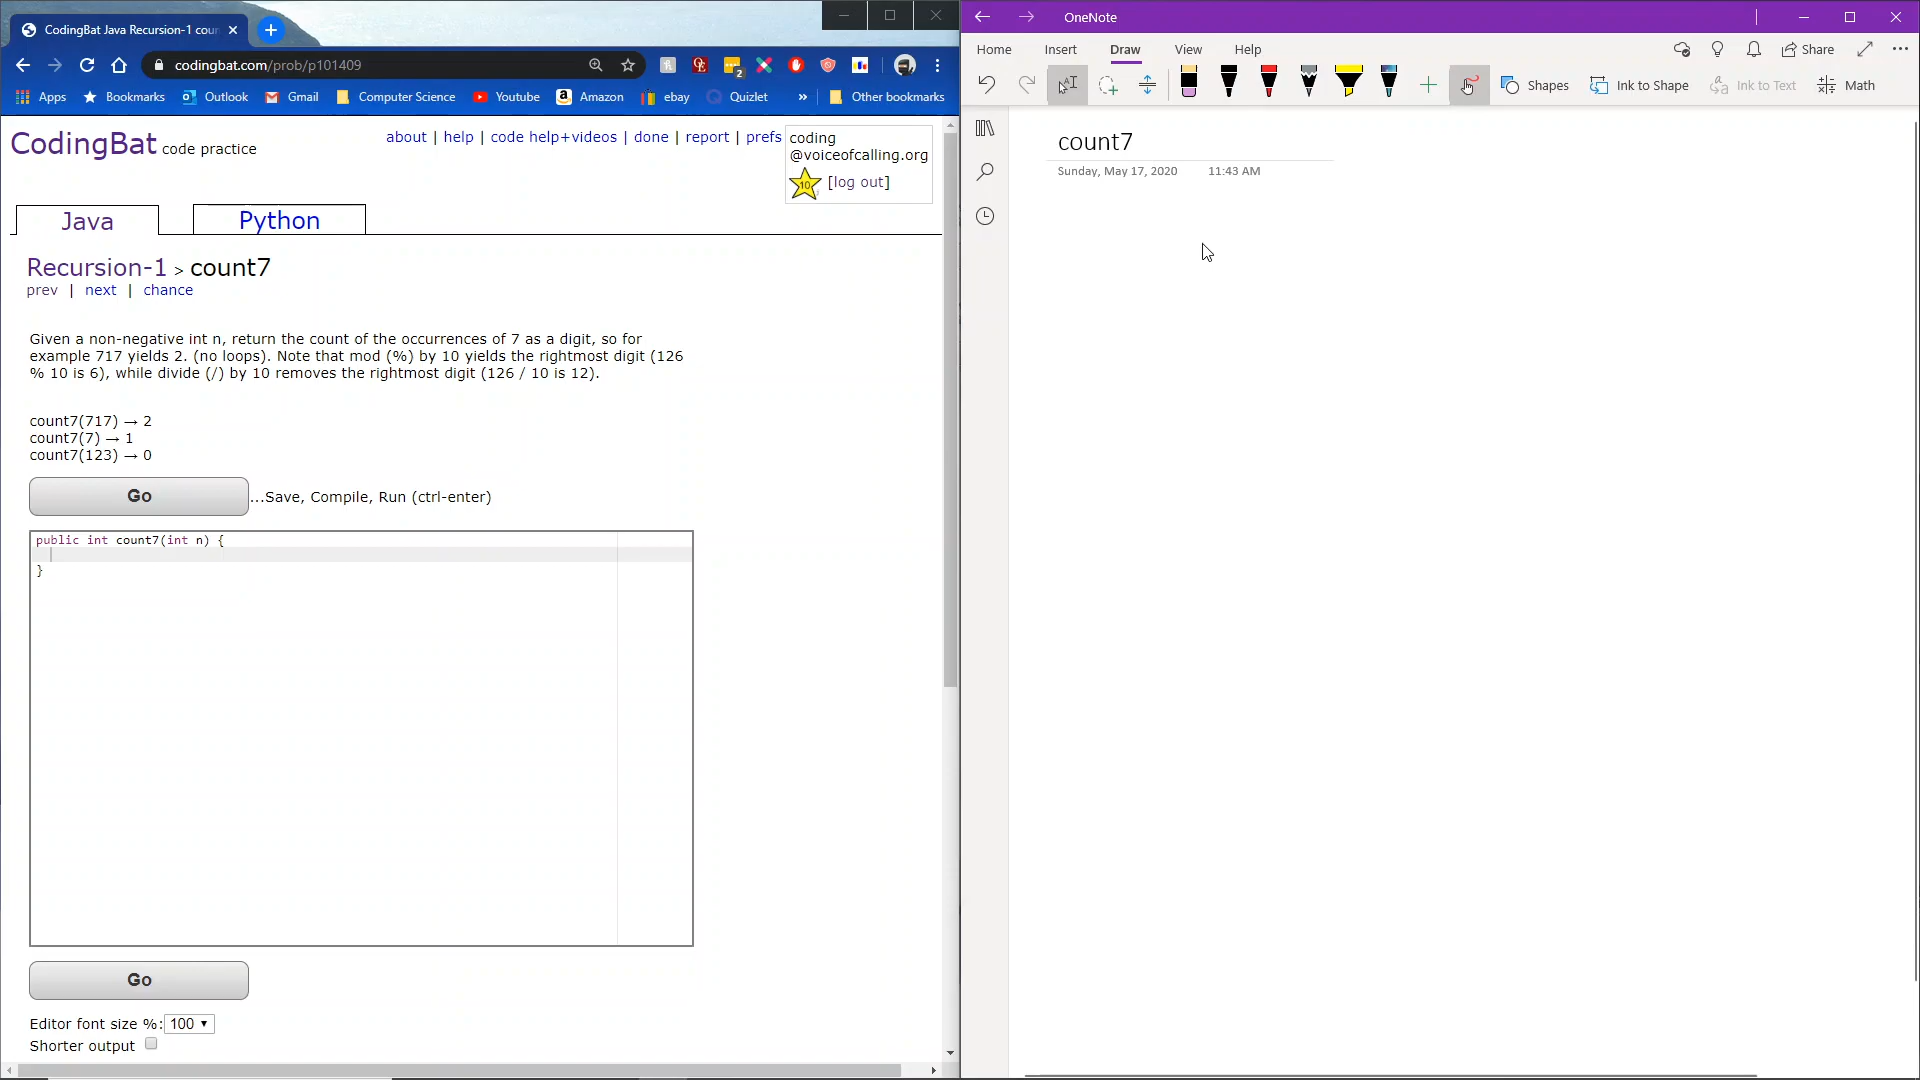 CodingBat Java Recursion-1 cou
codingbat.com/prob/p101409
Apps Bookmarks Outlook Gmail Computer Science Youtube Amazon ebay Quizlet » Other bookmarks
CodingBat code practice
about | help | code help+videos | done | report | prefs
coding
@voiceofcalling.org
10 [log out]
Java Python
Recursion-1 > count7
prev | next | chance
Given a non-negative int n, return the count of the occurrences of 7 as a digit, so for
example 717 yields 2. (no loops). Note that mod (%) by 10 yields the rightmost digit (126
% 10 is 6), while divide (/) by 10 removes the rightmost digit (126 / 10 is 12).
count7(717) → 2
count7(7) → 1
count7(123) → 0
Go ...Save, Compile, Run (ctrl-enter)
public int count7(int n) {
}
Go
Editor font size %: 100
Shorter output
OneNote
Home Insert Draw View Help Share
Shapes Ink to Shape Ink to Text Math
count7
Sunday, May 17, 2020 11:43 AM